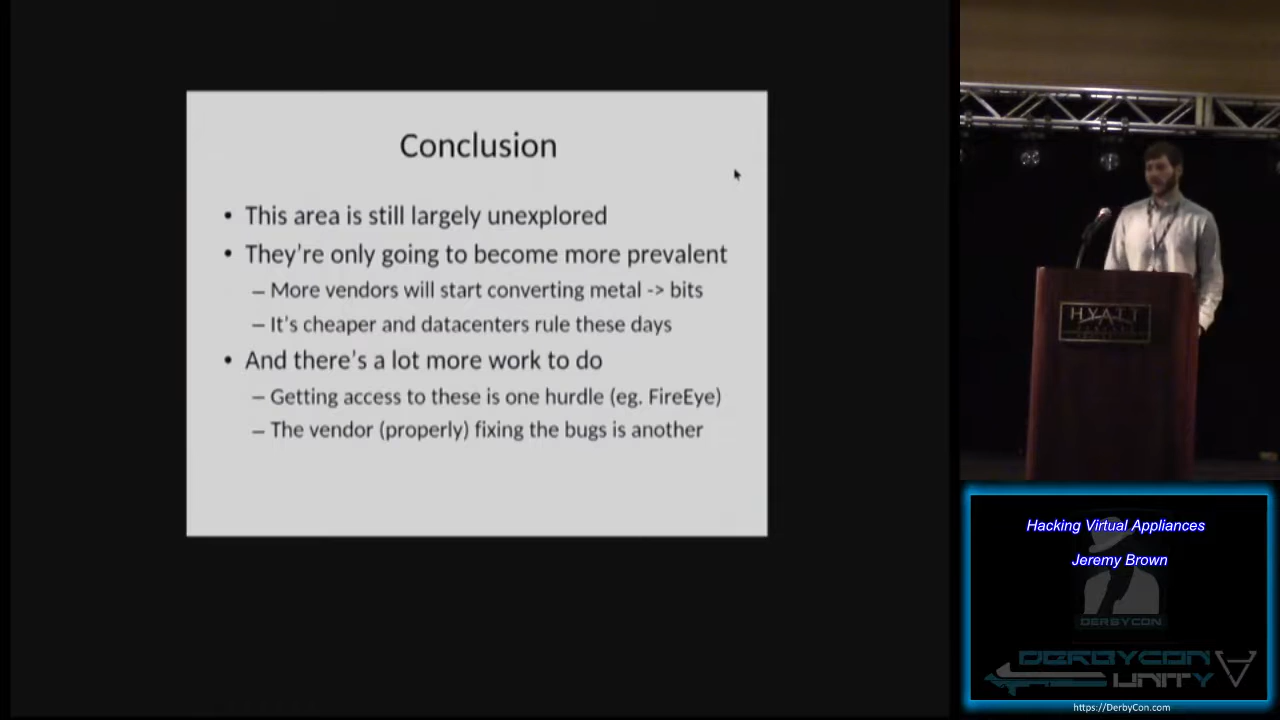 Conclusion
• This area is still largely unexplored
• They're only going to become more prevalent
– More vendors will start converting metal -> bits
– It's cheaper and datacenters rule these days
• And there's a lot more work to do
– Getting access to these is one hurdle (eg. FireEye)
– The vendor (properly) fixing the bugs is another
HYATT
Hacking Virtual Appliances
Jeremy Brown
DERBYCON
DERBYCON
UNITY
https://DerbyCon.com